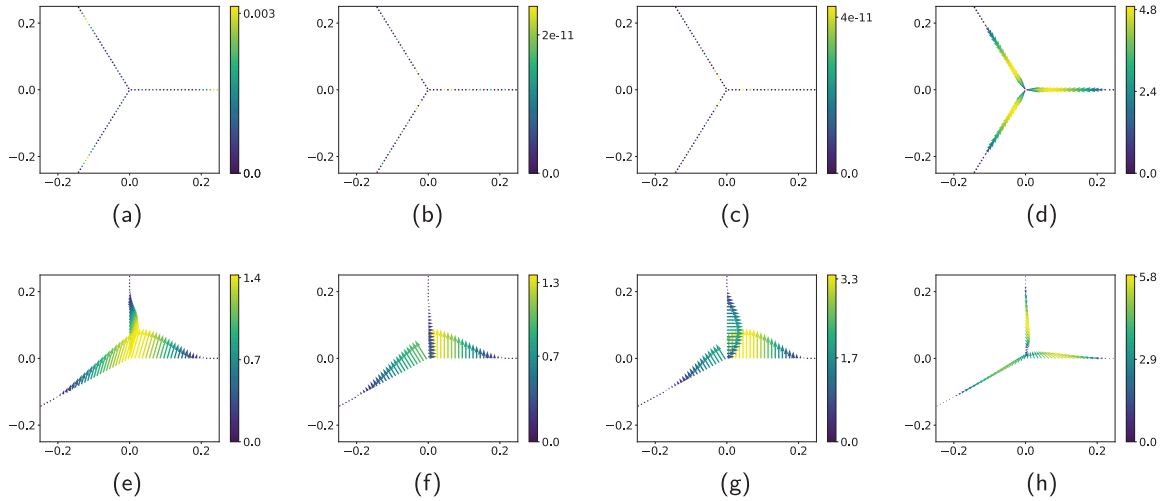 0.2 0.0 −0.2 −0.2 0.0 0.2 0.003 0.0 (a)
0.2 0.0 −0.2 −0.2 0.0 0.2 2e-11 0.0 (b)
0.2 0.0 −0.2 −0.2 0.0 0.2 4e-11 0.0 (c)
0.2 0.0 −0.2 −0.2 0.0 0.2 4.8 2.4 0.0 (d)
0.2 0.0 −0.2 −0.2 0.0 0.2 1.4 0.7 0.0 (e)
0.2 0.0 −0.2 −0.2 0.0 0.2 1.3 0.7 0.0 (f)
0.2 0.0 −0.2 −0.2 0.0 0.2 3.3 1.7 0.0 (g)
0.2 0.0 −0.2 −0.2 0.0 0.2 5.8 2.9 0.0 (h)